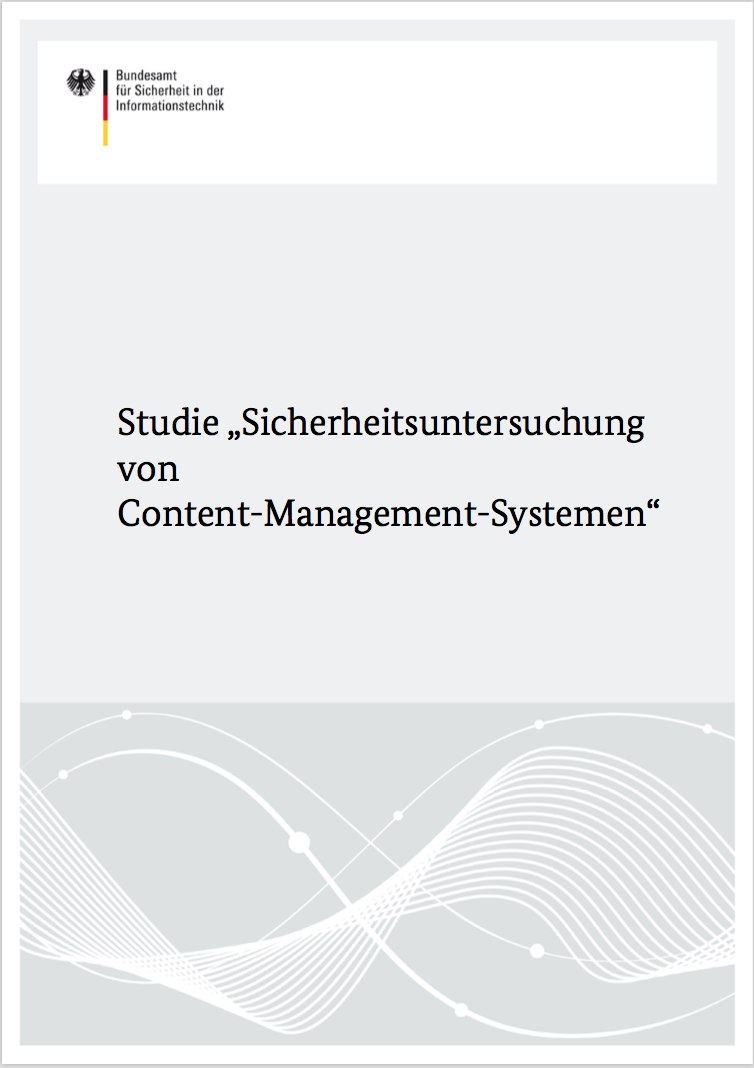 Bundesamt
für Sicherheit in der
Informationstechnik
Studie „Sicherheitsuntersuchung
von
Content-Management-Systemen“